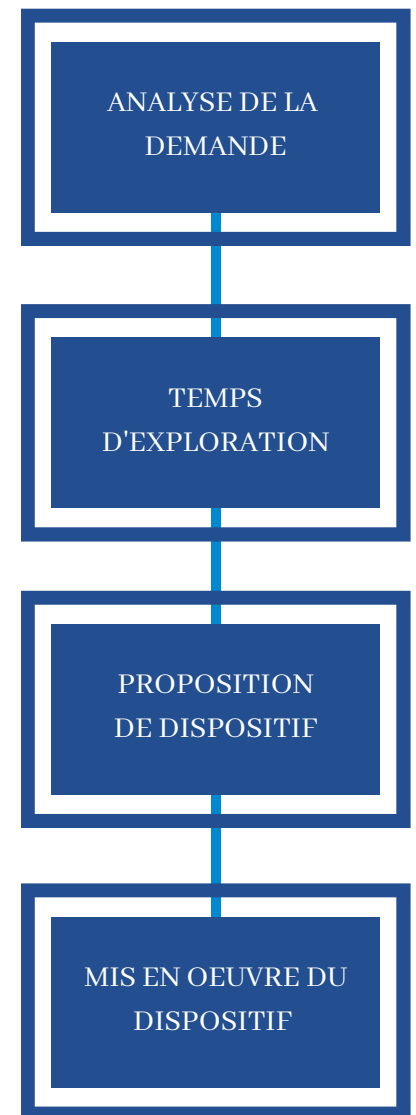 ANALYSE DE LA
DEMANDE
TEMPS
D'EXPLORATION
PROPOSITION
DE DISPOSITIF
MIS EN OEUVRE DU
DISPOSITIF